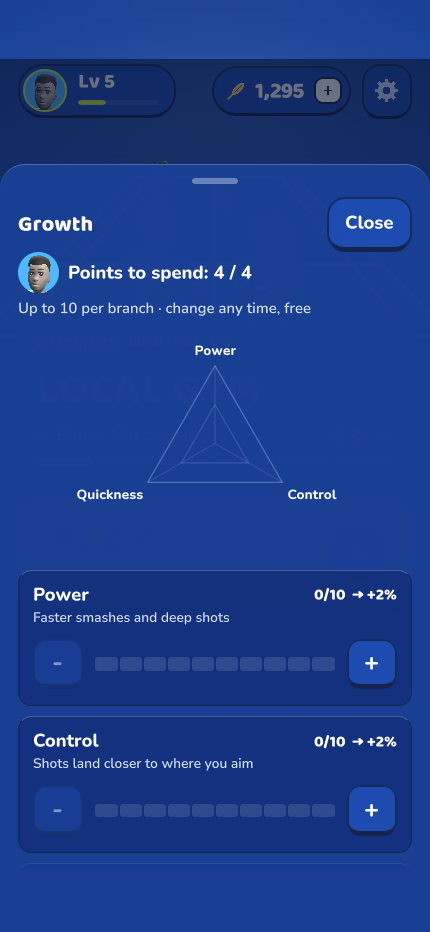 Lv 5
1,295
+
Growth
Close
Points to spend: 4 / 4
Up to 10 per branch · change any time, free
Power
Quickness
Control
Power
0/10 → +2%
Faster smashes and deep shots
-
+
Control
0/10 → +2%
Shots land closer to where you aim
-
+